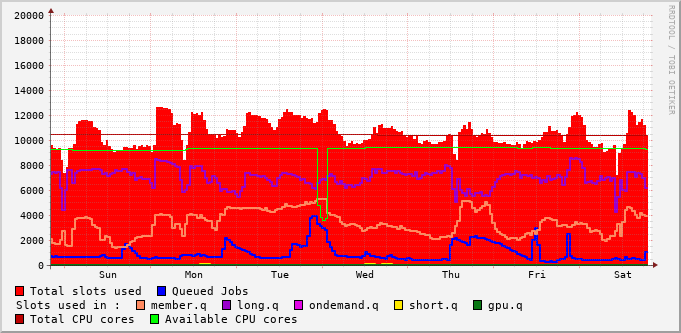 20000
18000
16000
14000
12000
10000
8000
6000
4000
2000
0
Sun Mon Tue Wed Thu Fri Sat
RRDTOOL / TOBI OETIKER
Total slots used Queued Jobs
Slots used in : member.q long.q ondemand.q short.q gpu.q
Total CPU cores Available CPU cores